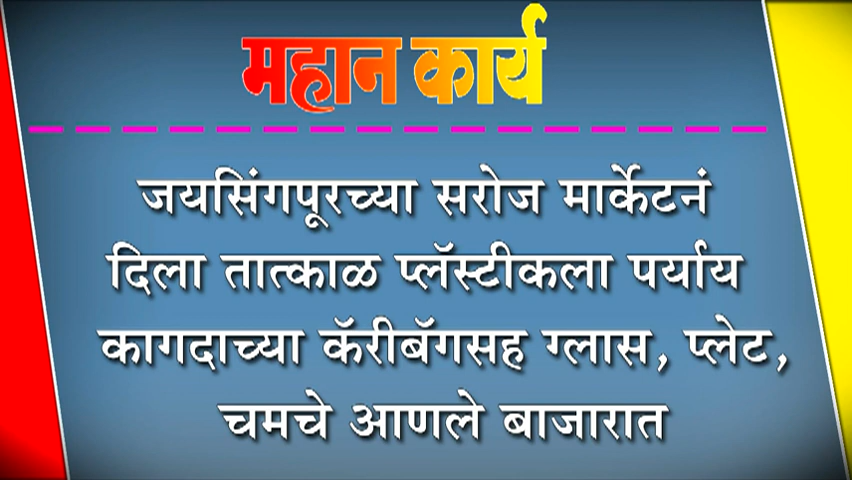 महान कार्य
जयसिंगपूरच्या सरोज मार्केटनं
दिला तात्काळ प्लॅस्टीकला पर्याय
कागदाच्या कॅरीबॅगसह ग्लास, प्लेट,
चमचे आणले बाजारात